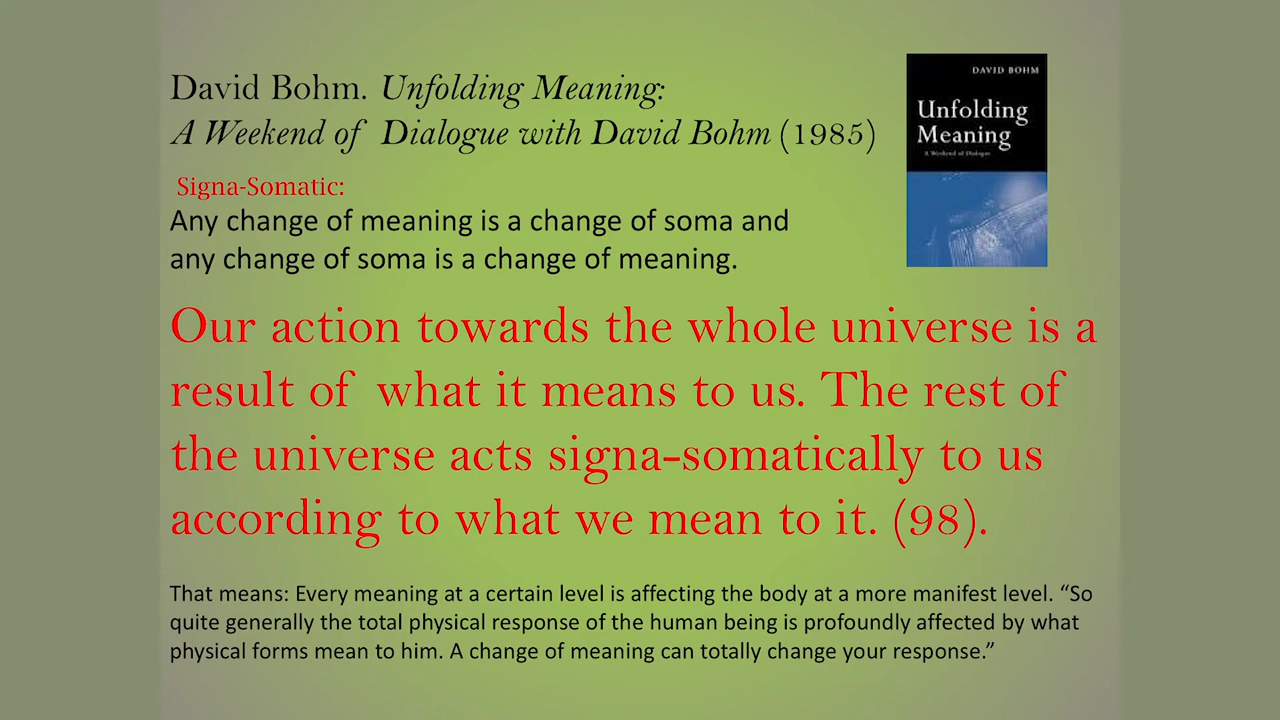 David Bohm. Unfolding Meaning:
A Weekend of Dialogue with David Bohm (1985)
DAVID BOHM
Unfolding
Meaning
A Weekend of Dialogue
Signa-Somatic:
Any change of meaning is a change of soma and
any change of soma is a change of meaning.
Our action towards the whole universe is a
result of what it means to us. The rest of
the universe acts signa-somatically to us
according to what we mean to it. (98).
That means: Every meaning at a certain level is affecting the body at a more manifest level. “So
quite generally the total physical response of the human being is profoundly affected by what
physical forms mean to him. A change of meaning can totally change your response.”